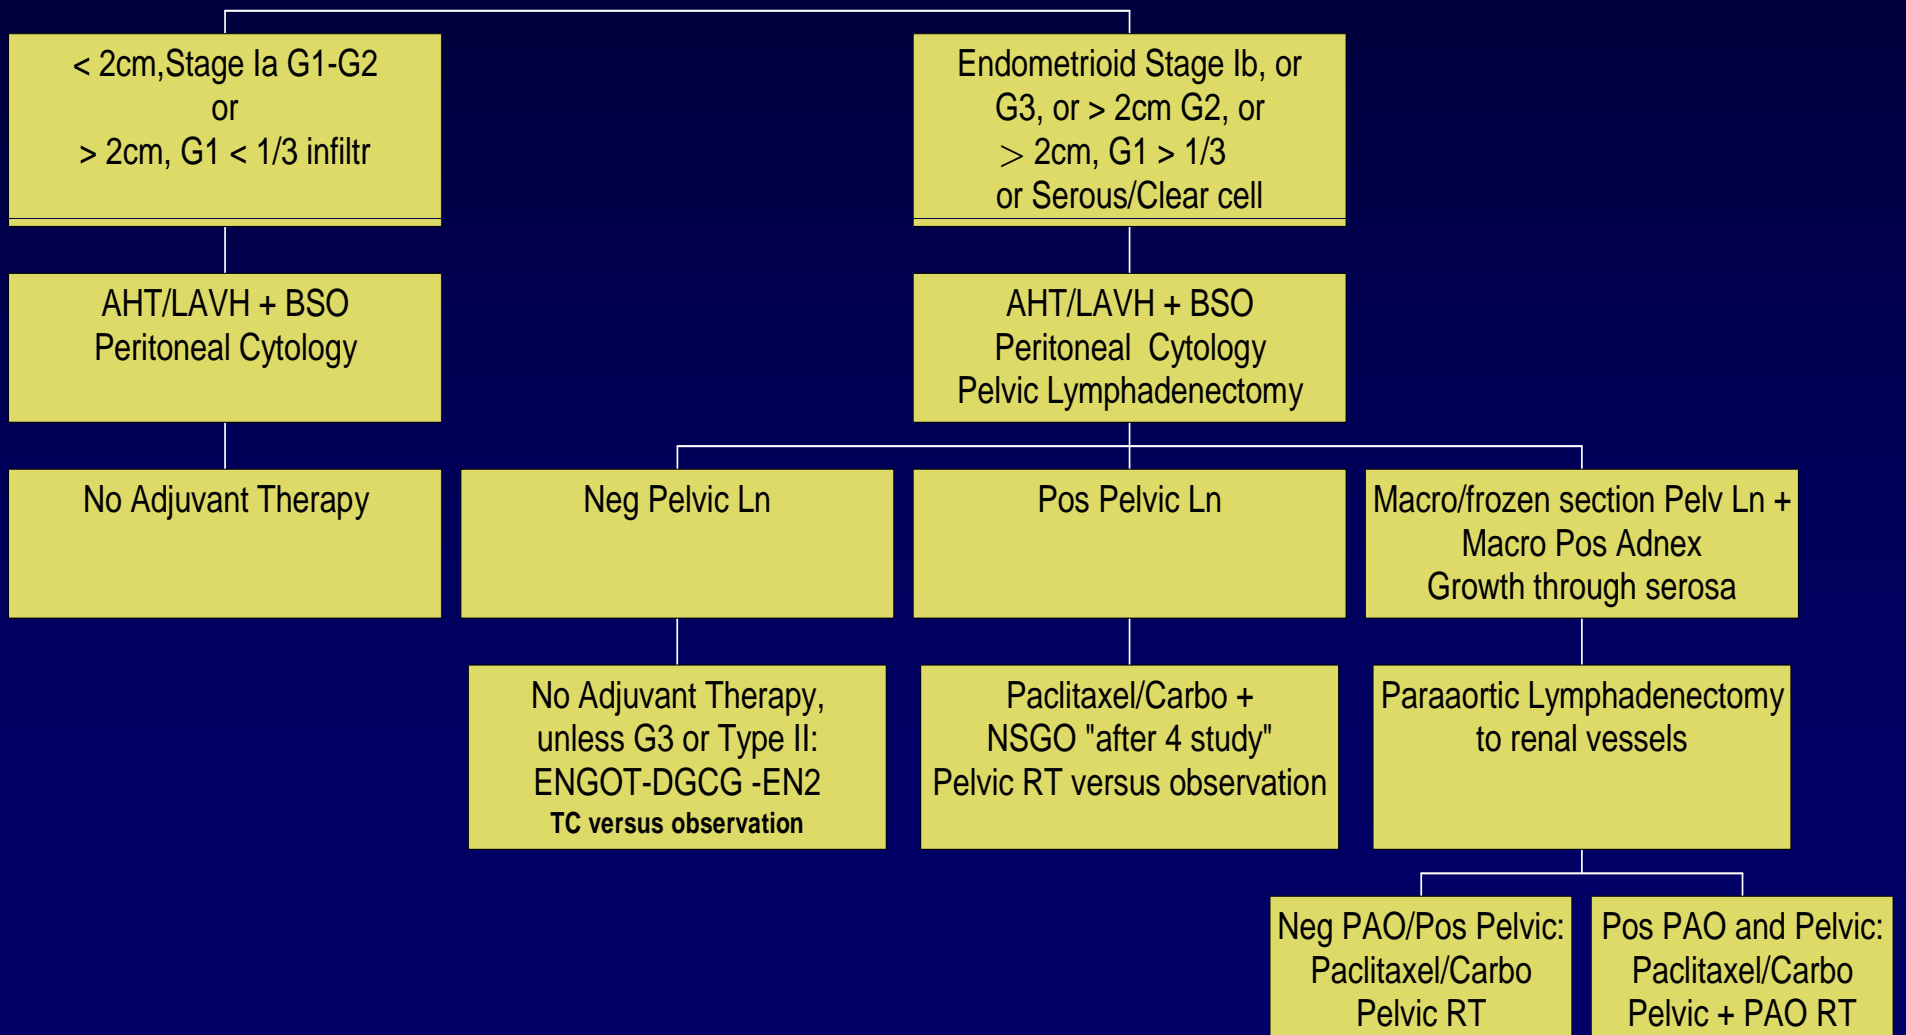 < 2cm,Stage Ia G1-G2
or
> 2cm, G1 < 1/3 infiltr
Endometrioid Stage Ib, or
G3, or > 2cm G2, or
> 2cm, G1 > 1/3
or Serous/Clear cell
AHT/LAVH + BSO
Peritoneal Cytology
AHT/LAVH + BSO
Peritoneal Cytology
Pelvic Lymphadenectomy
No Adjuvant Therapy
Neg Pelvic Ln
Pos Pelvic Ln
Macro/frozen section Pelv Ln +
Macro Pos Adnex
Growth through serosa
No Adjuvant Therapy,
unless G3 or Type II:
ENGOT-DGCG -EN2
TC versus observation
Paclitaxel/Carbo +
NSGO "after 4 study"
Pelvic RT versus observation
Paraaortic Lymphadenectomy
to renal vessels
Neg PAO/Pos Pelvic:
Paclitaxel/Carbo
Pelvic RT
Pos PAO and Pelvic:
Paclitaxel/Carbo
Pelvic + PAO RT